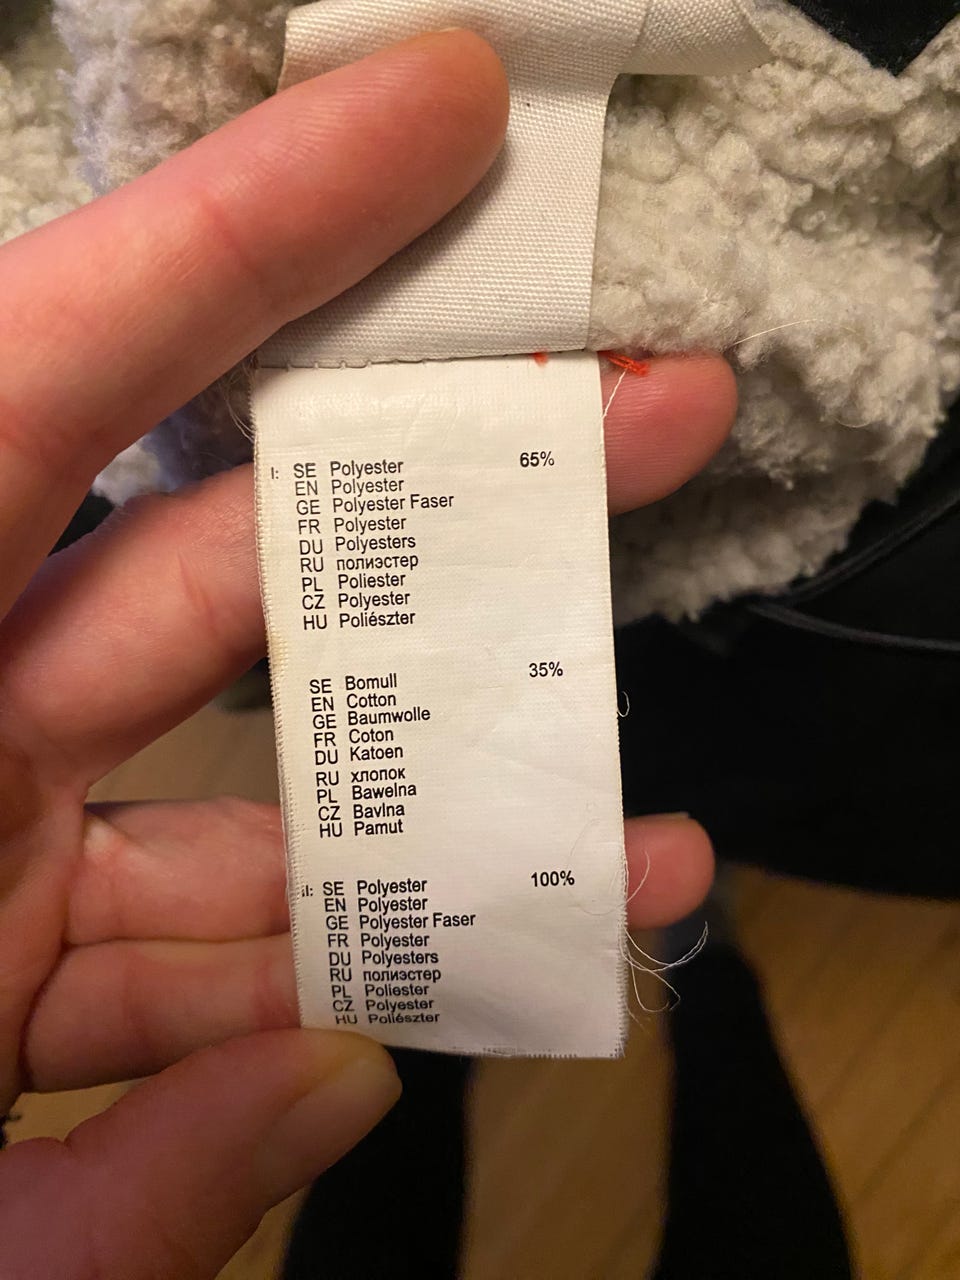 I: SE Polyester 65%
EN Polyester
GE Polyester Faser
FR Polyester
DU Polyesters
RU полиэстер
PL Poliester
CZ Polyester
HU Poliészter
SE Bomull 35%
EN Cotton
GE Baumwolle
FR Coton
DU Katoen
RU хлопок
PL Bawełna
CZ Bavlna
HU Pamut
II: SE Polyester 100%
EN Polyester
GE Polyester Faser
FR Polyester
DU Polyesters
RU полиэстер
PL Poliester
CZ Polyester
HU Poliészter